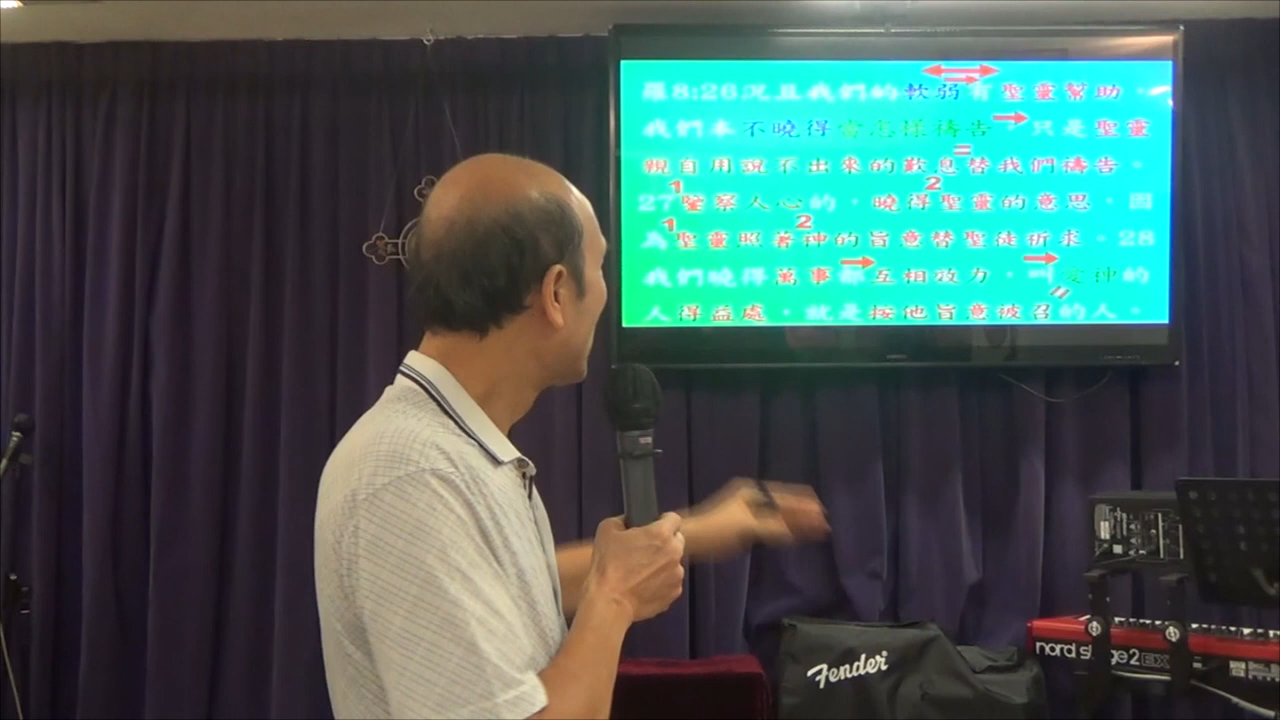 羅8:26況且我們的軟弱有聖靈幫助,
我們本不曉得當怎樣禱告,只是聖靈
親自用說不出來的歎息替我們禱告。
27鑒察人心的,曉得聖靈的意思,因
為聖靈照著神的旨意替聖徒祈求。28
我們曉得萬事都互相效力,叫愛神的
人得益處,就是按他旨意被召的人。
=
1
2
1
2
=
Fender
nord stage 2 EX